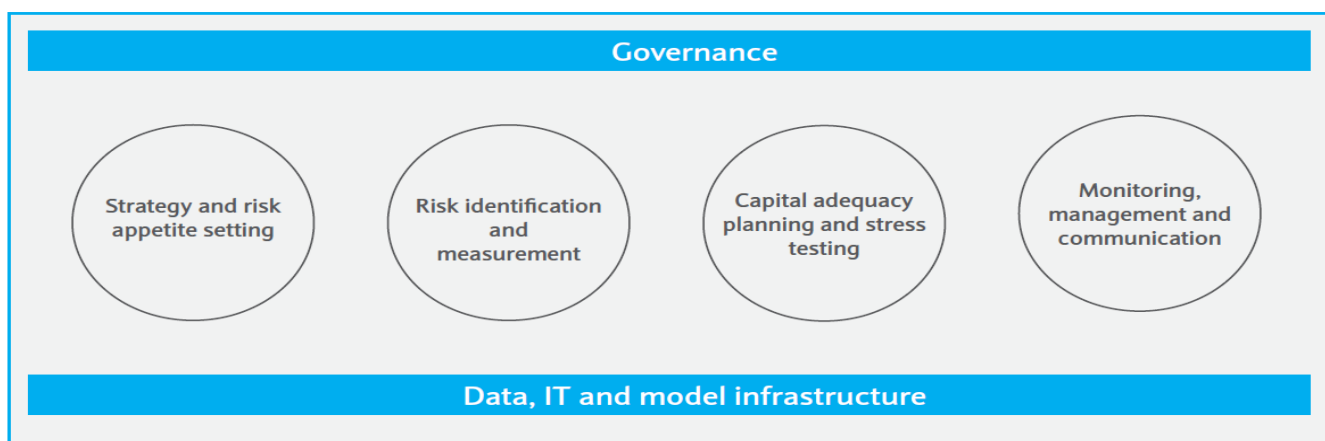 Governance
Strategy and risk
appetite setting
Risk identification
and
measurement
Capital adequacy
planning and stress
testing
Monitoring,
management and
communication
Data, IT and model infrastructure